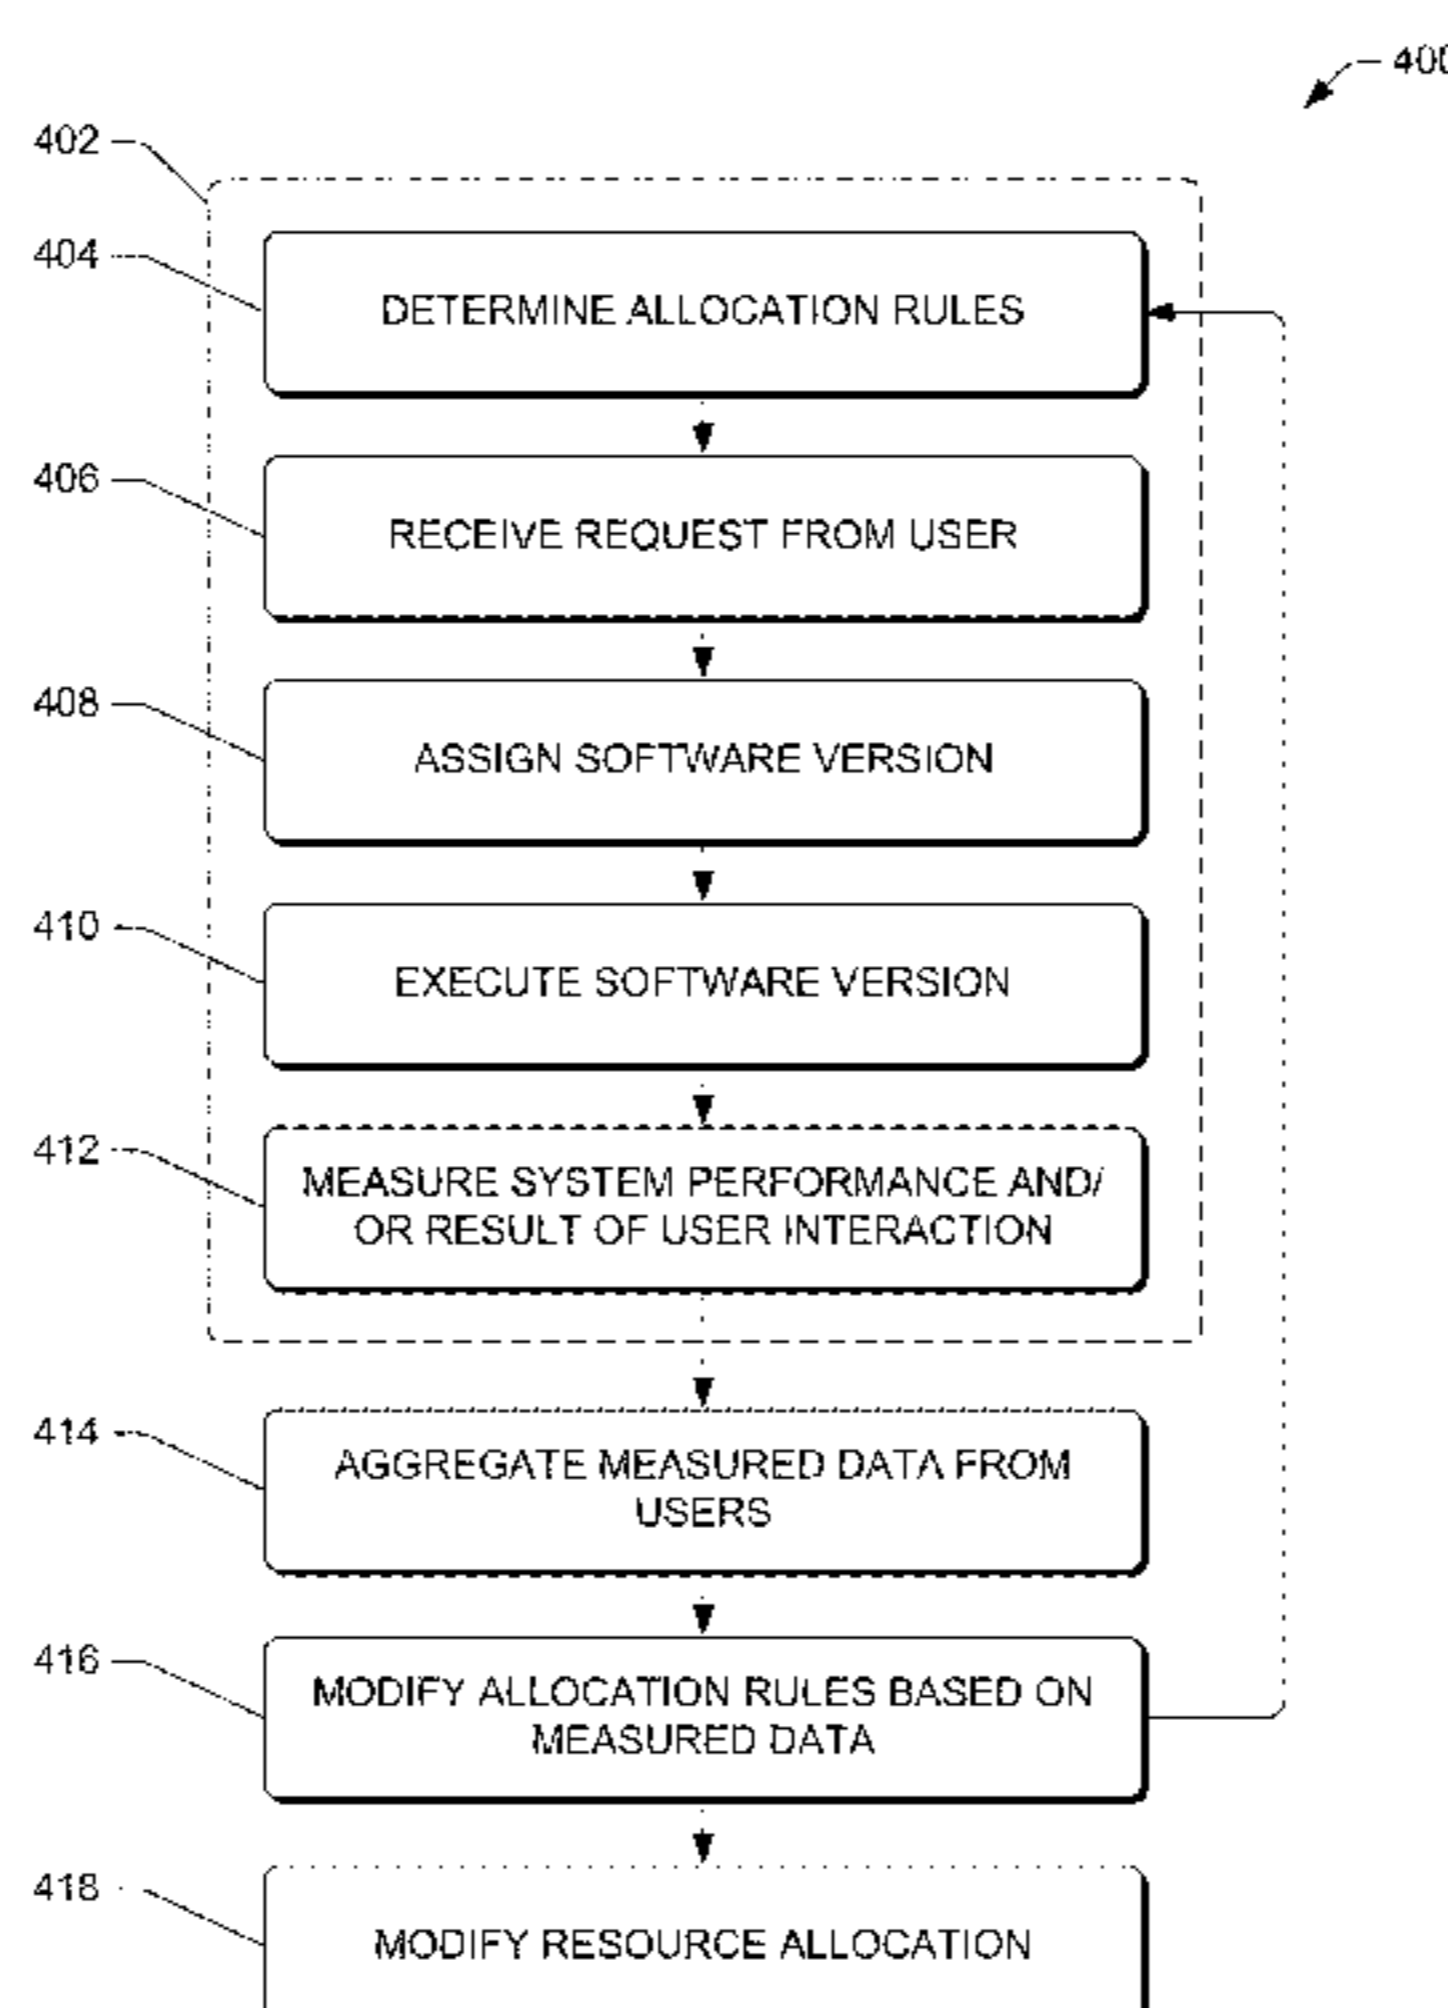 400
402
404
DETERMINE ALLOCATION RULES
406
RECEIVE REQUEST FROM USER
408
ASSIGN SOFTWARE VERSION
410
EXECUTE SOFTWARE VERSION
412
MEASURE SYSTEM PERFORMANCE AND/
OR RESULT OF USER INTERACTION
414
AGGREGATE MEASURED DATA FROM
USERS
416
MODIFY ALLOCATION RULES BASED ON
MEASURED DATA
418
MODIFY RESOURCE ALLOCATION